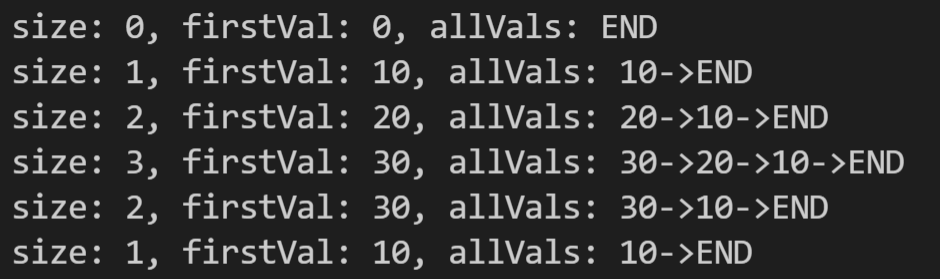 size: 0, firstVal: 0, allVals: END
size: 1, firstVal: 10, allVals: 10->END
size: 2, firstVal: 20, allVals: 20->10->END
size: 3, firstVal: 30, allVals: 30->20->10->END
size: 2, firstVal: 30, allVals: 30->10->END
size: 1, firstVal: 10, allVals: 10->END